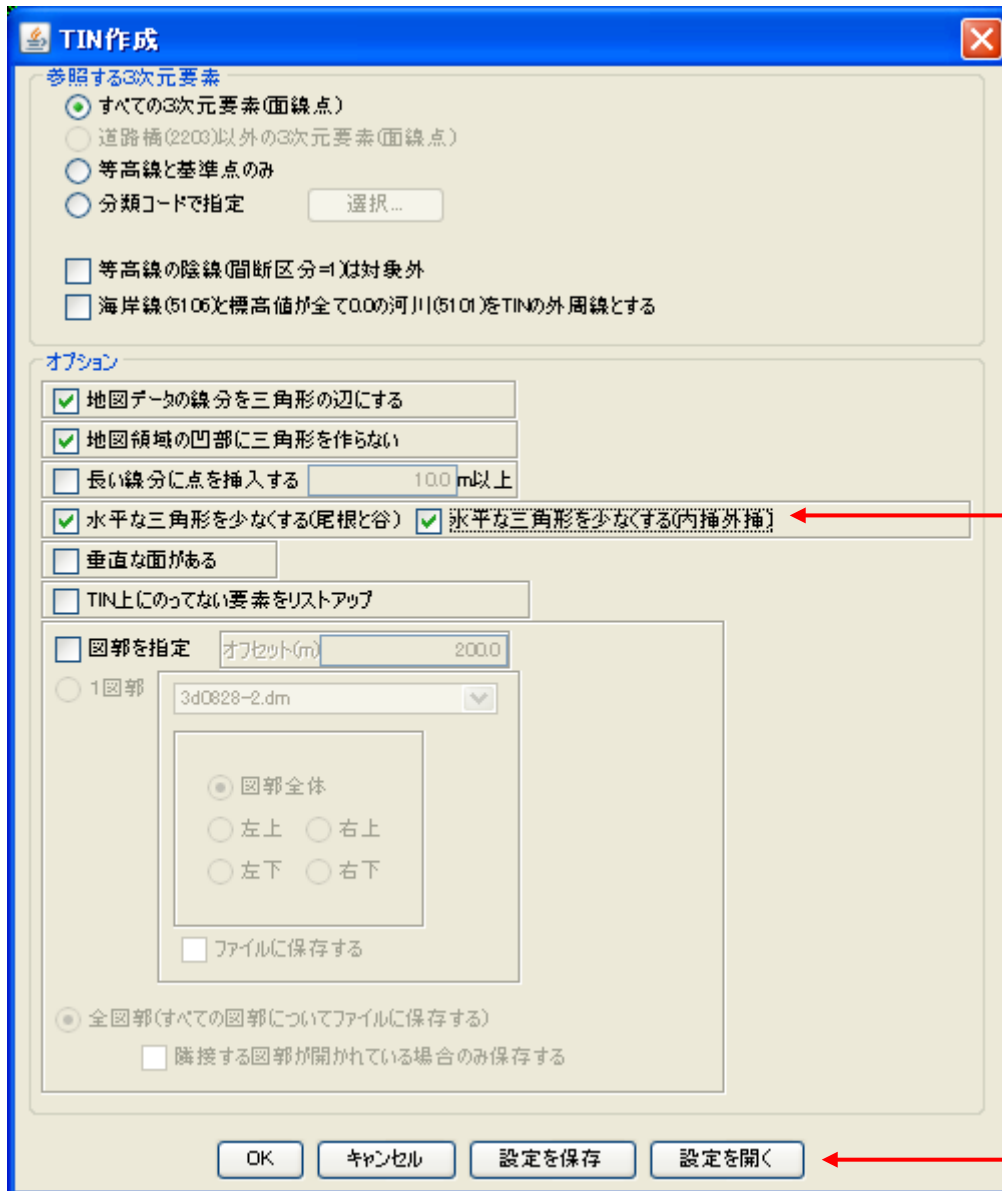 TIN作成
参照する3次元要素
すべての3次元要素(面線点)
道路橋(2203)以外の3次元要素(面線点)
等高線と基準点のみ
分類コードで指定 選択...
等高線の陰線(間断区分=1)は対象外
海岸線(5106)と標高値が全て0.0の河川(5101)をTINの外周線とする
オプション
地図データの線分を三角形の辺にする
地図領域の凹部に三角形を作らない
長い線分に点を挿入する 10.0 m以上
水平な三角形を少なくする(尾根と谷) 水平な三角形を少なくする(内挿外挿)
垂直な面がある
TIN上にのってない要素をリストアップ
図郭を指定 オフセット(m) 200.0
1図郭 3d0828-2.dm
図郭全体
左上 右上
左下 右下
ファイルに保存する
全図郭(すべての図郭についてファイルに保存する)
隣接する図郭が開かれている場合のみ保存する
OK キャンセル 設定を保存 設定を開く